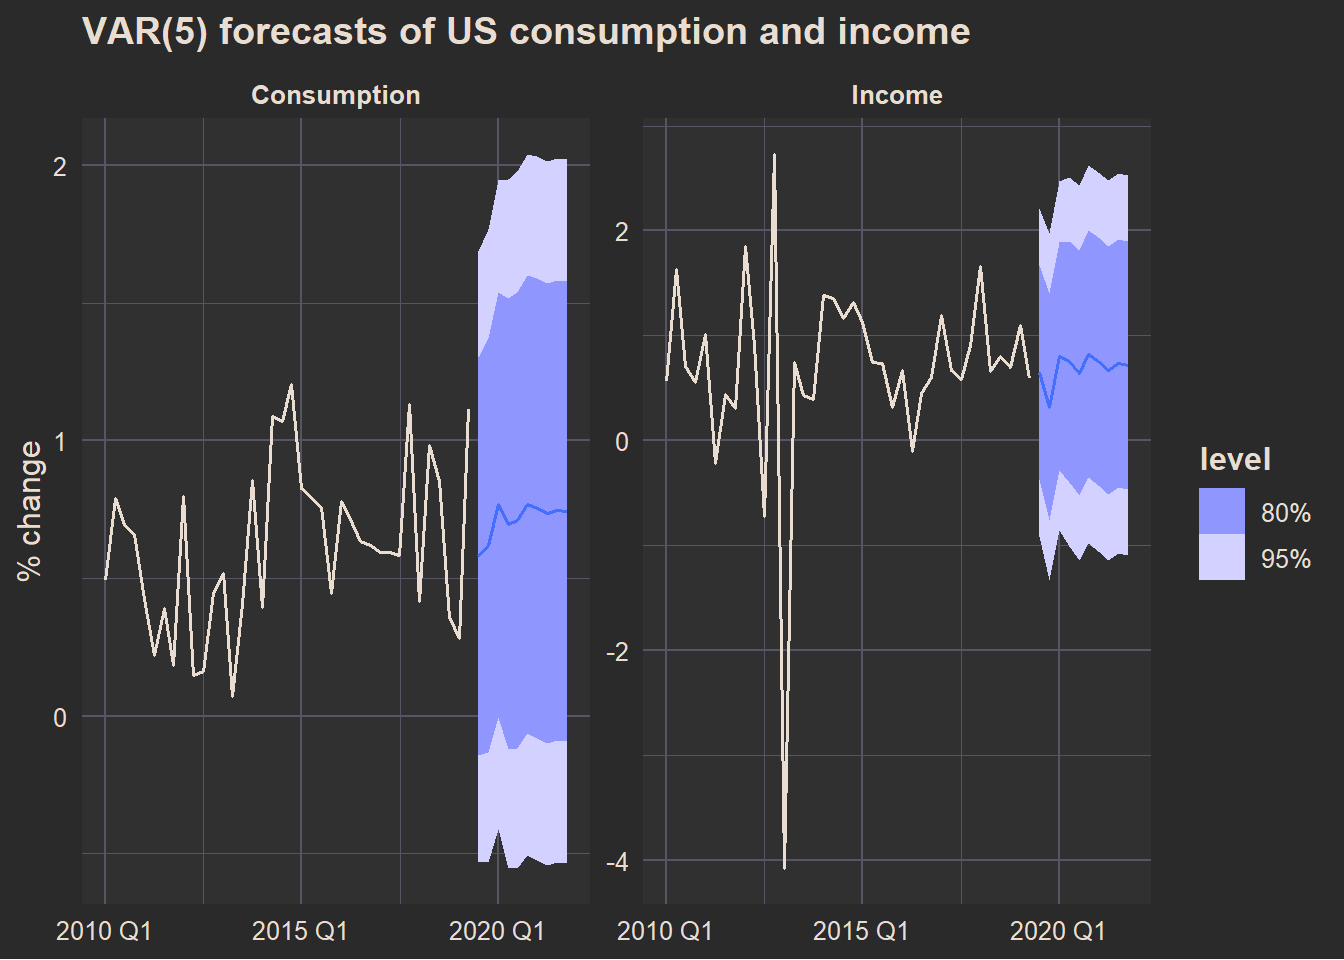 VAR(5) forecasts of US consumption and income
Consumption
Income
% change
2
1
0
2
0
-2
-4
2010 Q1
2015 Q1
2020 Q1
2010 Q1
2015 Q1
2020 Q1
level
80%
95%